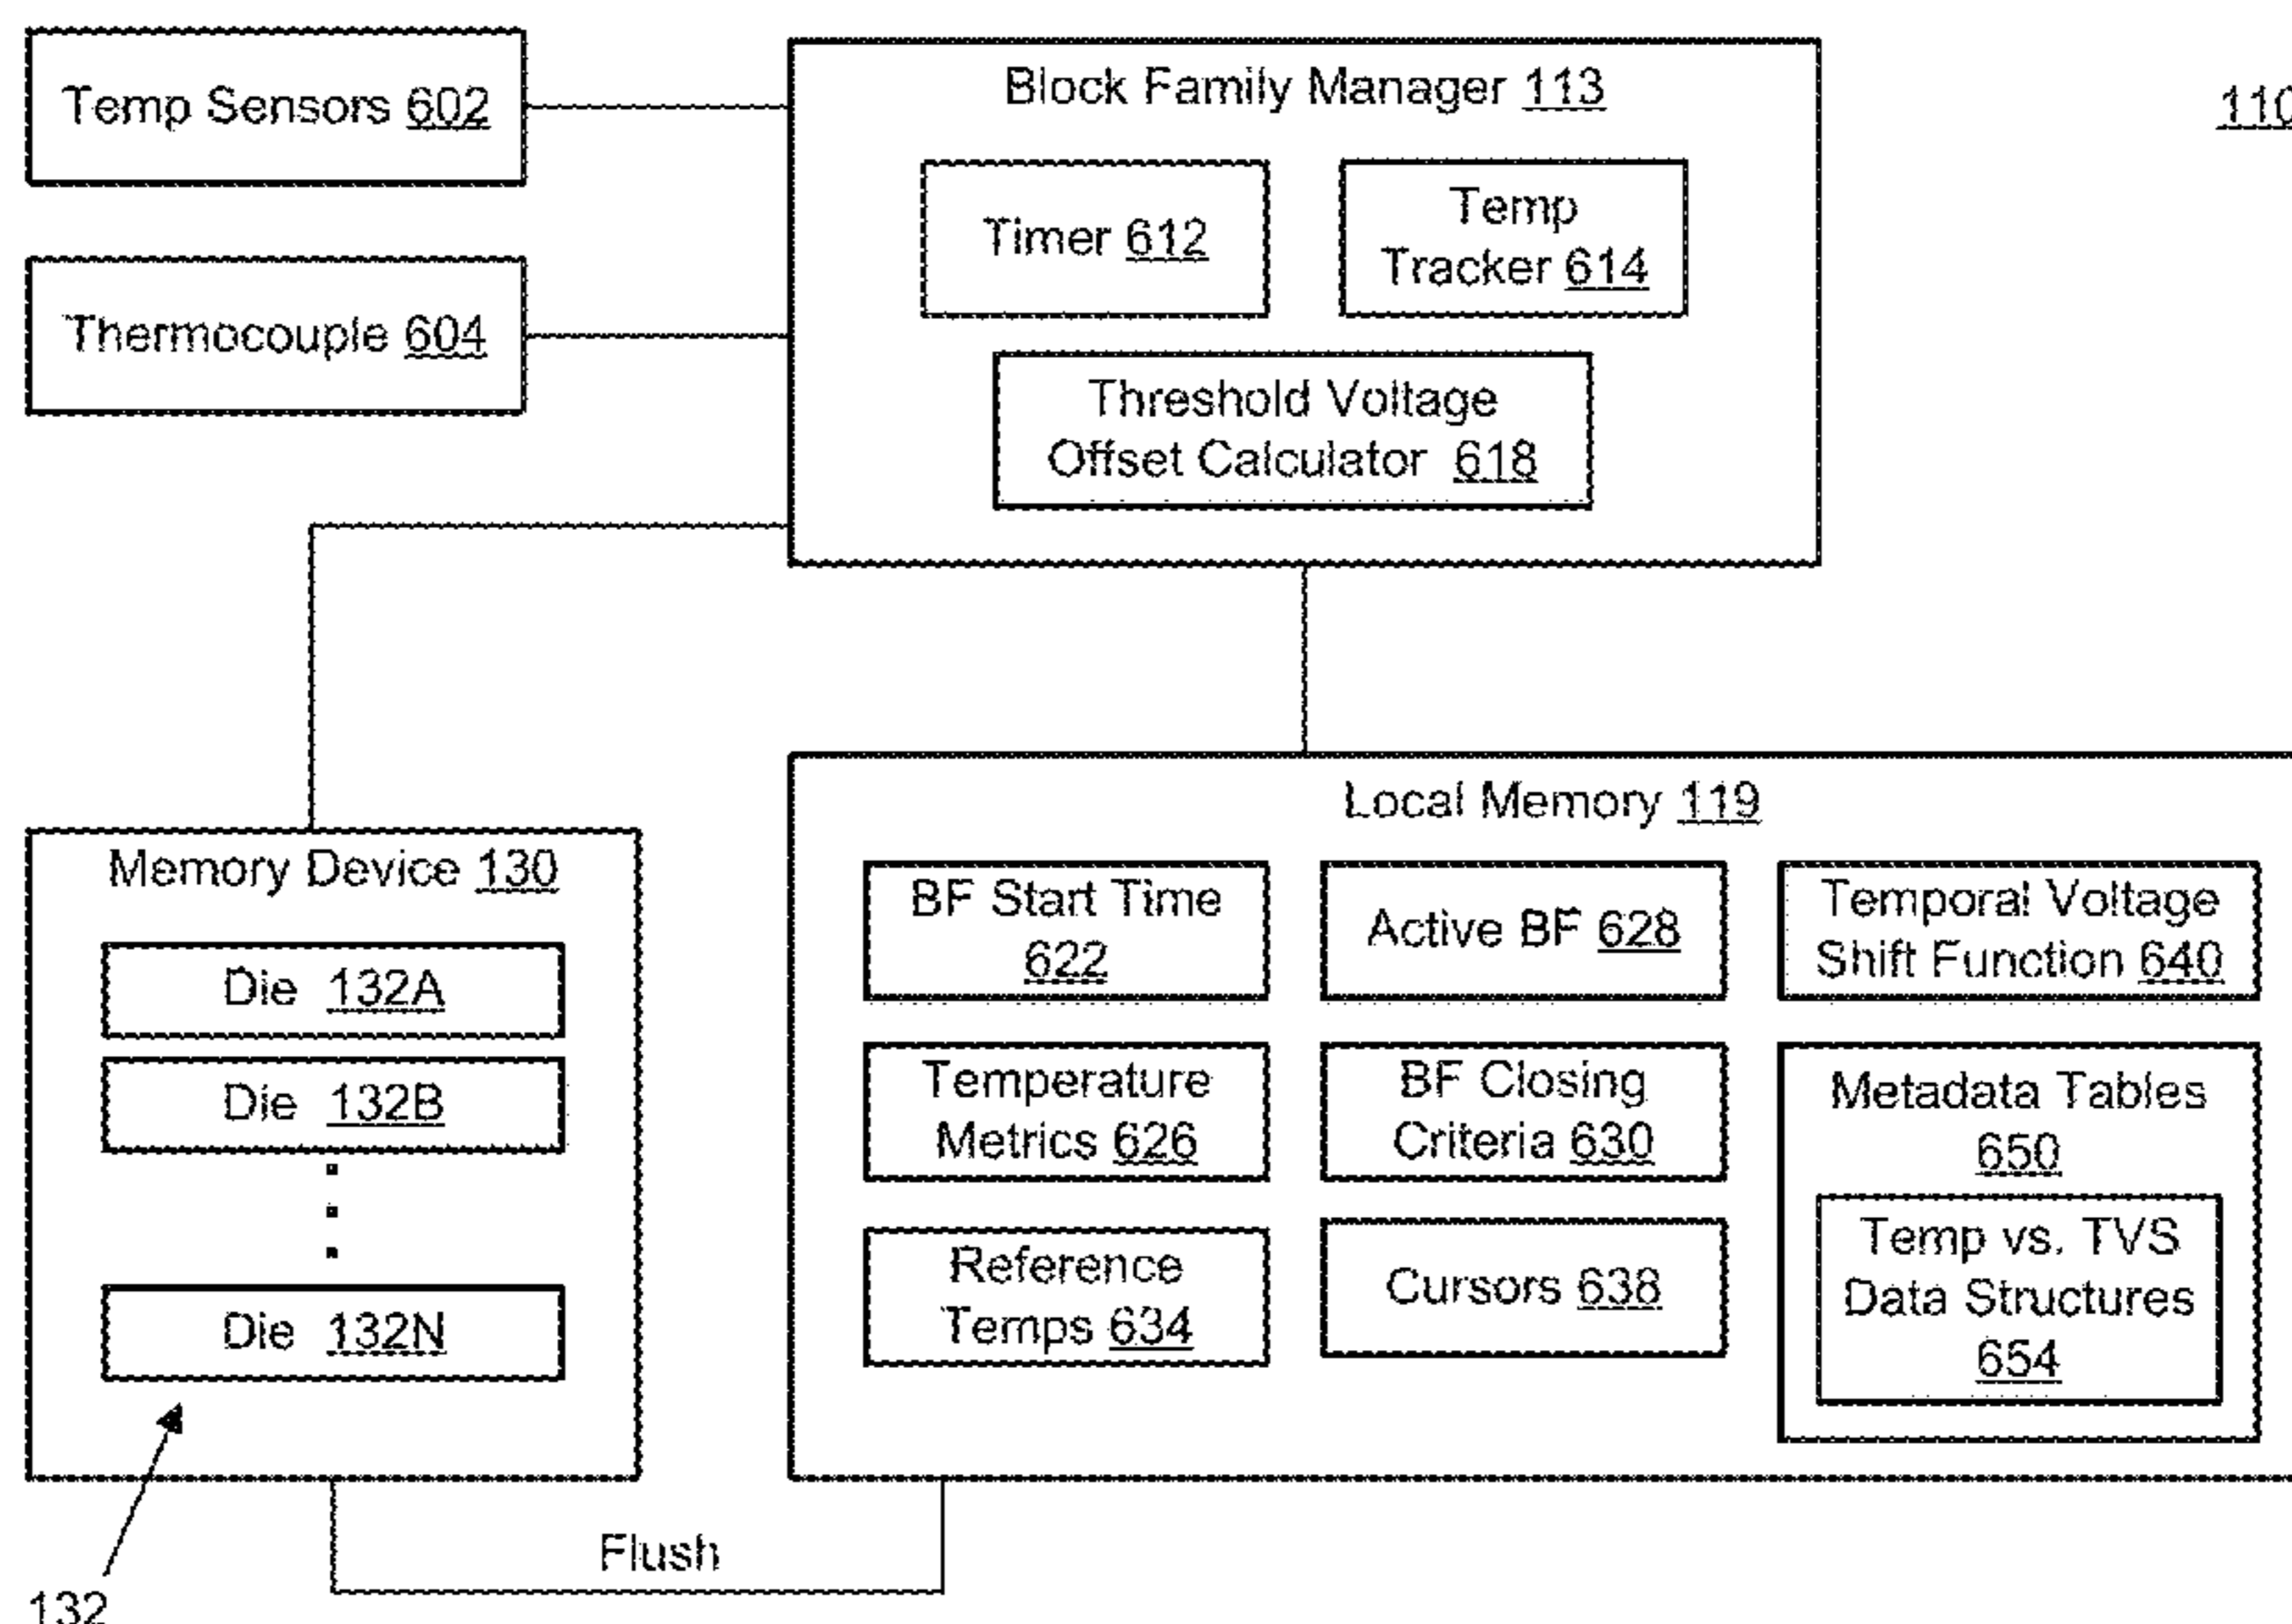 Temp Sensors 602
Thermocouple 604
Block Family Manager 113
Timer 612
Temp
Tracker 614
Threshold Voltage
Offset Calculator 618
110
Memory Device 130
Die 132A
Die 132B
Die 132N
132
Flush
Local Memory 119
BF Start Time
622
Active BF 628
Temporal Voltage
Shift Function 640
Temperature
Metrics 626
BF Closing
Criteria 630
Metadata Tables
650
Temp vs. TVS
Data Structures
654
Reference
Temps 634
Cursors 638